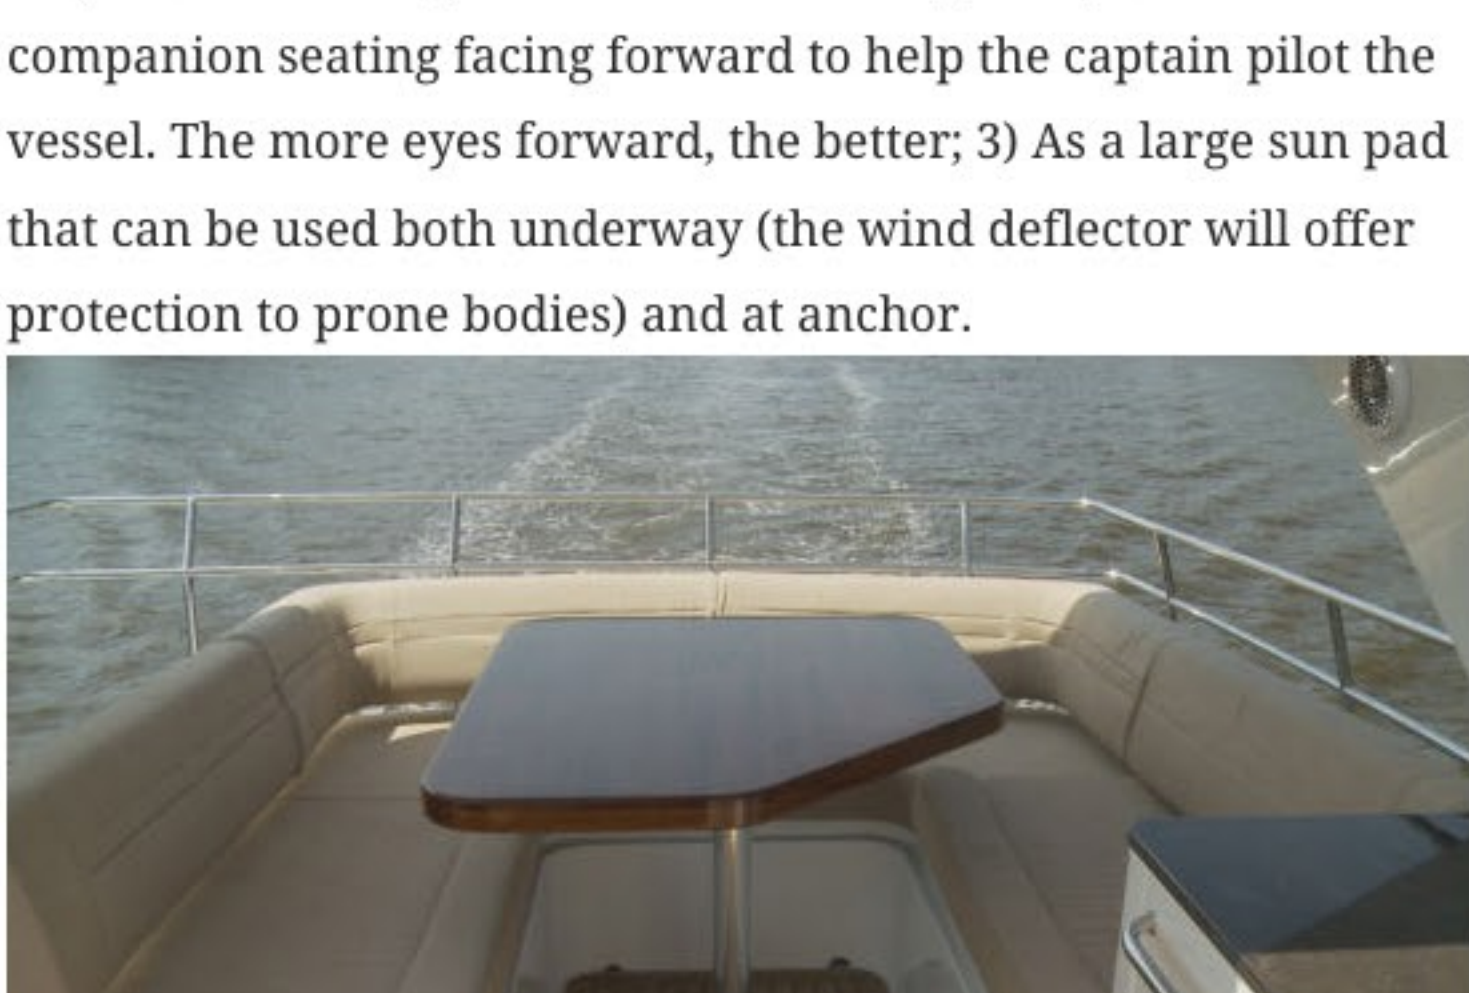 companion seating facing forward to help the captain pilot the
vessel. The more eyes forward, the better; 3) As a large sun pad
that can be used both underway (the wind deflector will offer
protection to prone bodies) and at anchor.